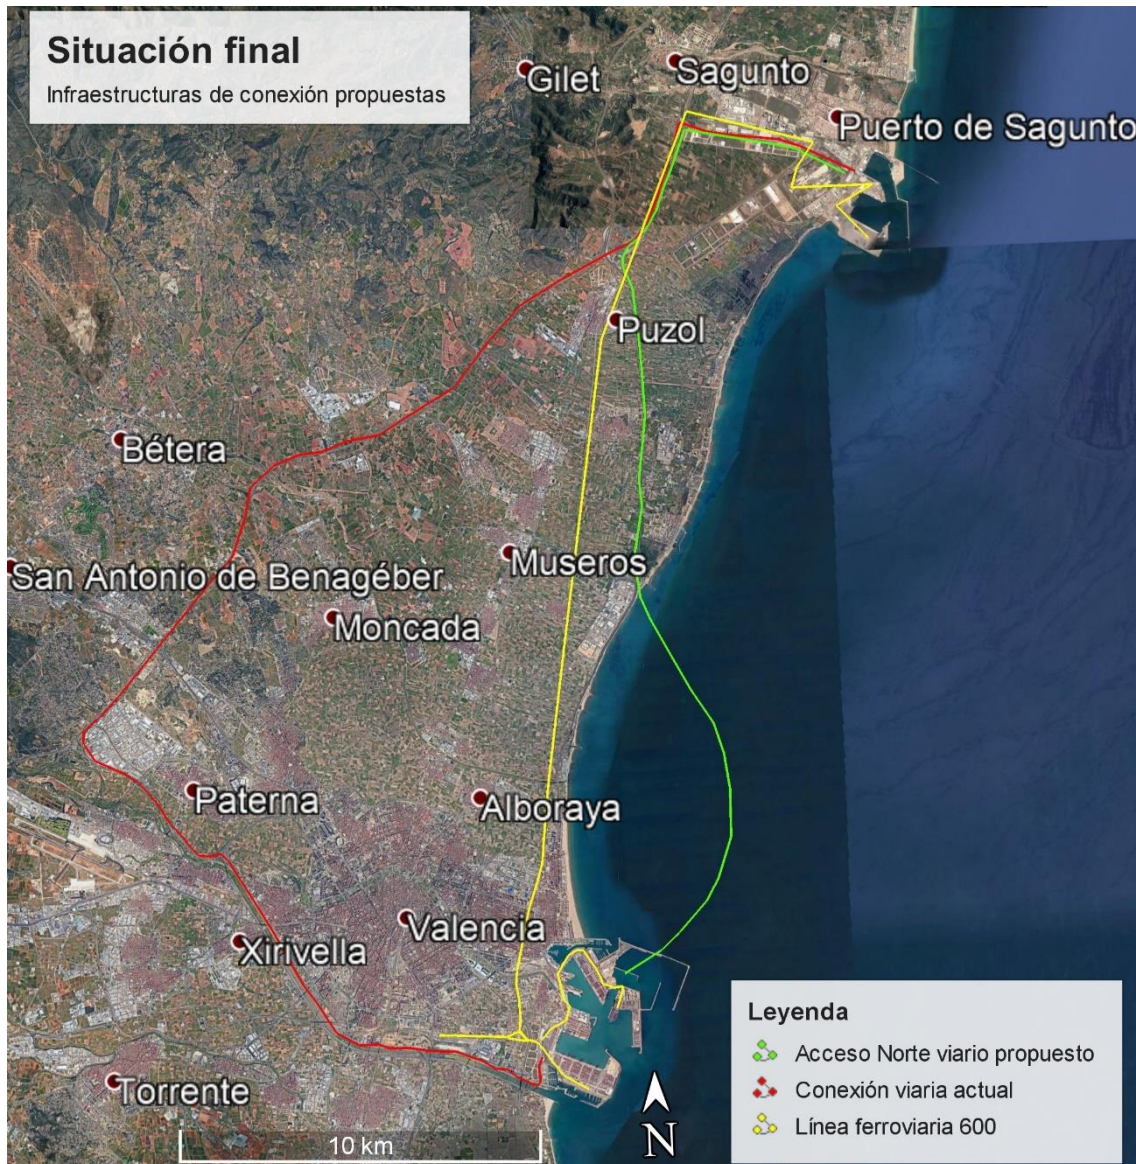 Situación final
Infraestructuras de conexión propuestas
Gilet
Sagunto
Puerto de Sagunto
Puzol
Bétera
San Antonio de Benagéber
Museros
Moncada
Paterna
Alboraya
Valencia
Xirivella
Torrente
10 km
N
Leyenda
Acceso Norte viario propuesto
Conexión viaria actual
Línea ferroviaria 600